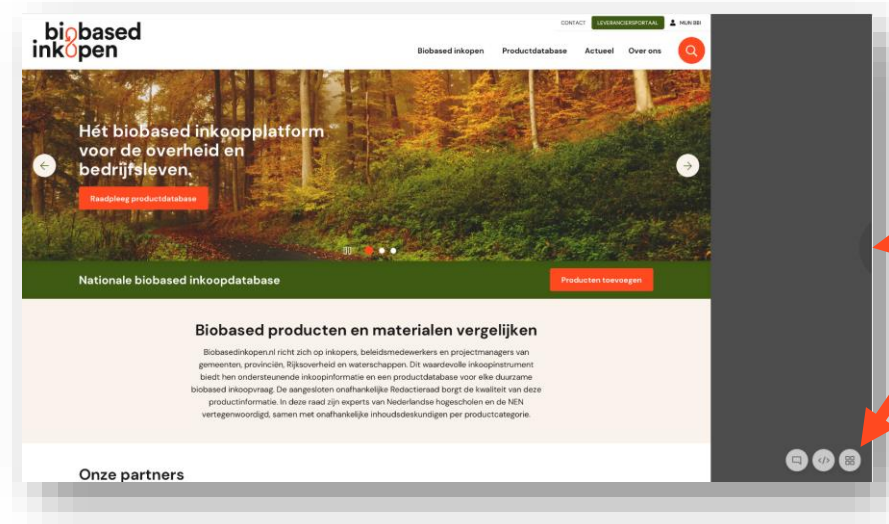 CONTACT LEVERANCIERSPORTAAL MIJN BBI
biobased
inkopen
Biobased inkopen Productdatabase Actueel Over ons
Hét biobased inkoopplatform
voor de overheid en
bedrijfsleven.
Raadpleeg productdatabase
Nationale biobased inkoopdatabase
Producten toevoegen
Biobased producten en materialen vergelijken
Biobasedinkopen.nl richt zich op inkopers, beleidsmedewerkers en projectmanagers van
gemeenten, provinciën, Rijksoverheid en waterschappen. Dit waardevolle inkoopinstrument
biedt hen ondersteunende inkoopinformatie en een productdatabase voor elke duurzame
biobased inkoopvraag. De aangesloten onafhankelijke Redactieraad borgt de kwaliteit van deze
productinformatie. In deze raad zijn experts van Nederlandse hogescholen en de NEN
vertegenwoordigd, samen met onafhankelijke inhoudsdeskundigen per productcategorie.
Onze partners